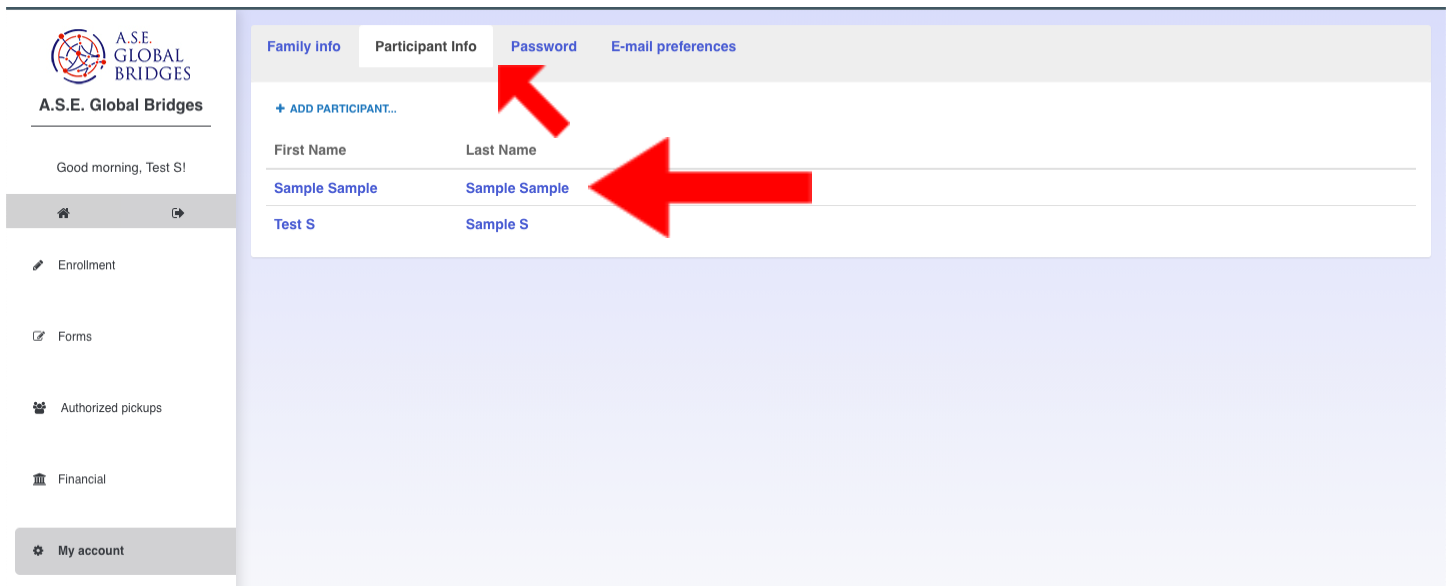 A.S.E.
GLOBAL
BRIDGES
A.S.E. Global Bridges
Good morning, Test S!
Enrollment
Forms
Authorized pickups
Financial
My account
Family info Participant Info Password E-mail preferences
+ ADD PARTICIPANT...
First Name Last Name
Sample Sample Sample Sample
Test S Sample S